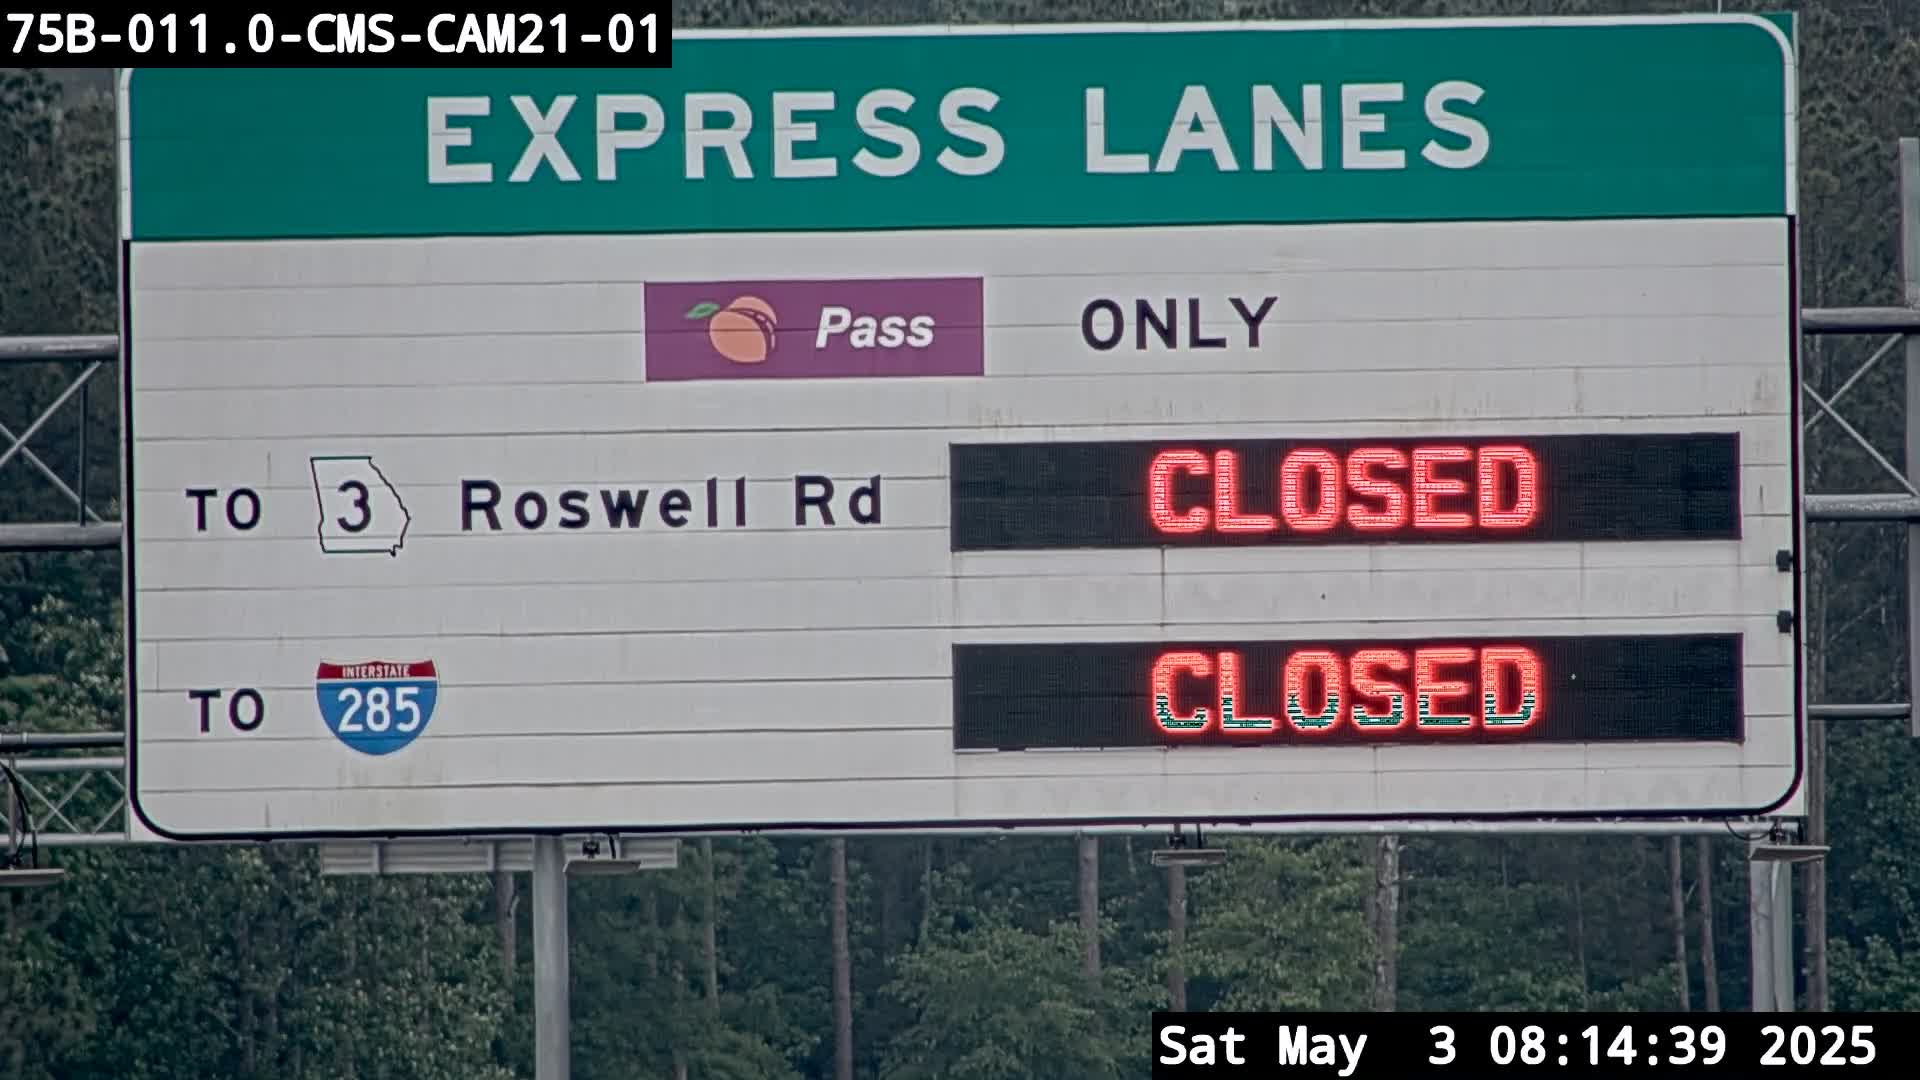 75B-011.0-CMS-CAM21-01
EXPRESS LANES
Pass ONLY
TO 3 Roswell Rd CLOSED
INTERSTATE
TO 285 CLOSED
Sat May 3 08:14:39 2025